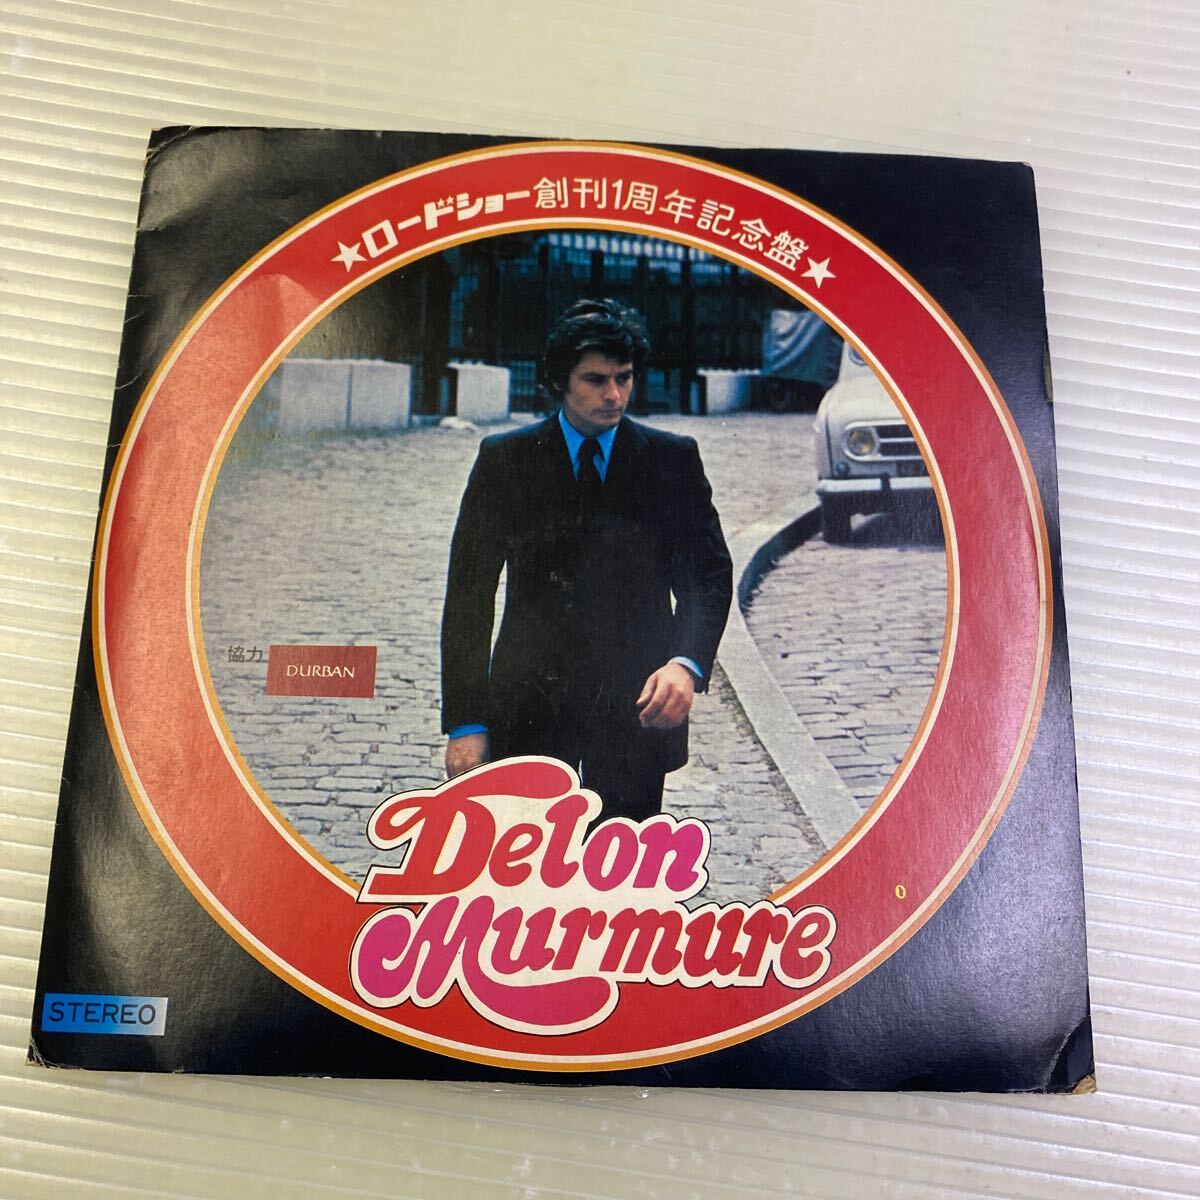 ★ロードショー創刊1周年記念盤★
協力 DURBAN
Delon
Murmure
0
STEREO